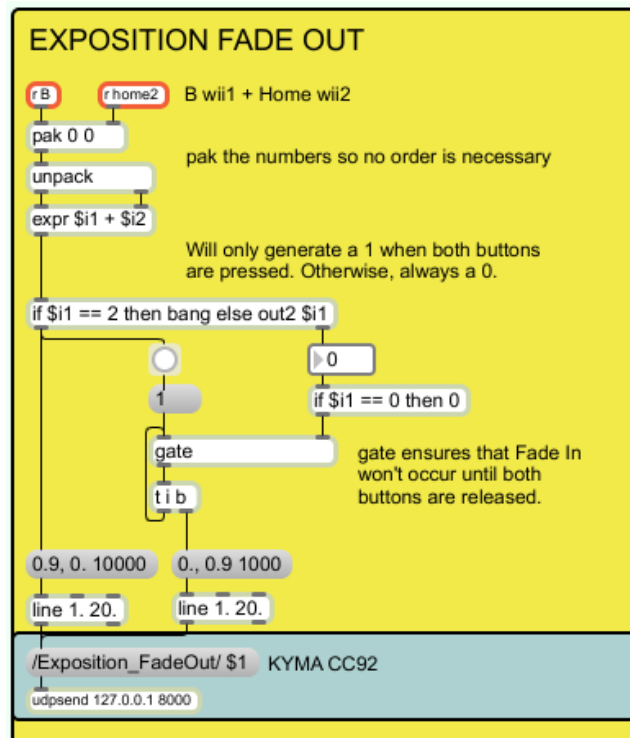 EXPOSITION FADE OUT
r B
r home2
B wii1 + Home wii2
pak 0 0
pak the numbers so no order is necessary
unpack
expr $i1 + $i2
Will only generate a 1 when both buttons
are pressed. Otherwise, always a 0.
if $i1 == 2 then bang else out2 $i1
0
1
if $i1 == 0 then 0
gate
gate ensures that Fade In
won't occur until both
buttons are released.
t i b
0.9, 0. 10000
0., 0.9 1000
line 1. 20.
line 1. 20.
/Exposition_FadeOut/ $1
KYMA CC92
udpsend 127.0.0.1 8000